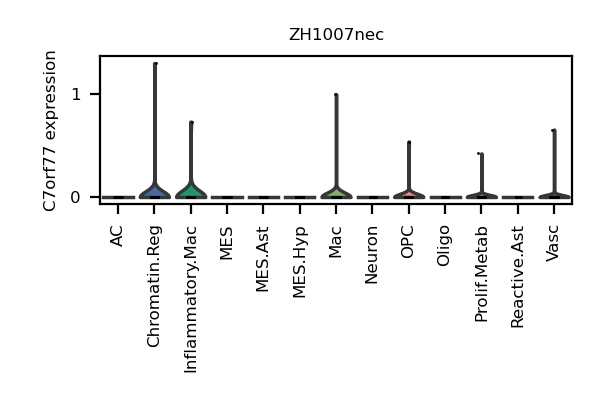 ZH1007nec
C7orf77 expression
1
0
AC
Chromatin.Reg
Inflammatory.Mac
MES
MES.Ast
MES.Hyp
Mac
Neuron
OPC
Oligo
Prolif.Metab
Reactive.Ast
Vasc